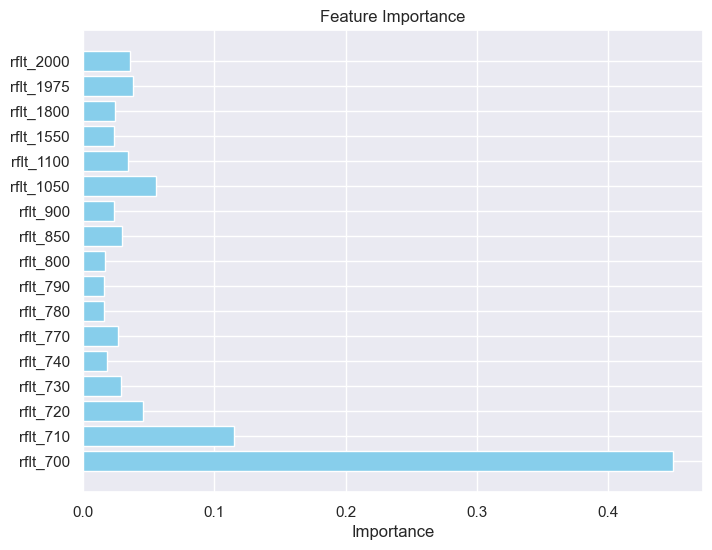 Feature Importance
rflt_2000
rflt_1975
rflt_1800
rflt_1550
rflt_1100
rflt_1050
rflt_900
rflt_850
rflt_800
rflt_790
rflt_780
rflt_770
rflt_740
rflt_730
rflt_720
rflt_710
rflt_700
0.0 0.1 0.2 0.3 0.4
Importance